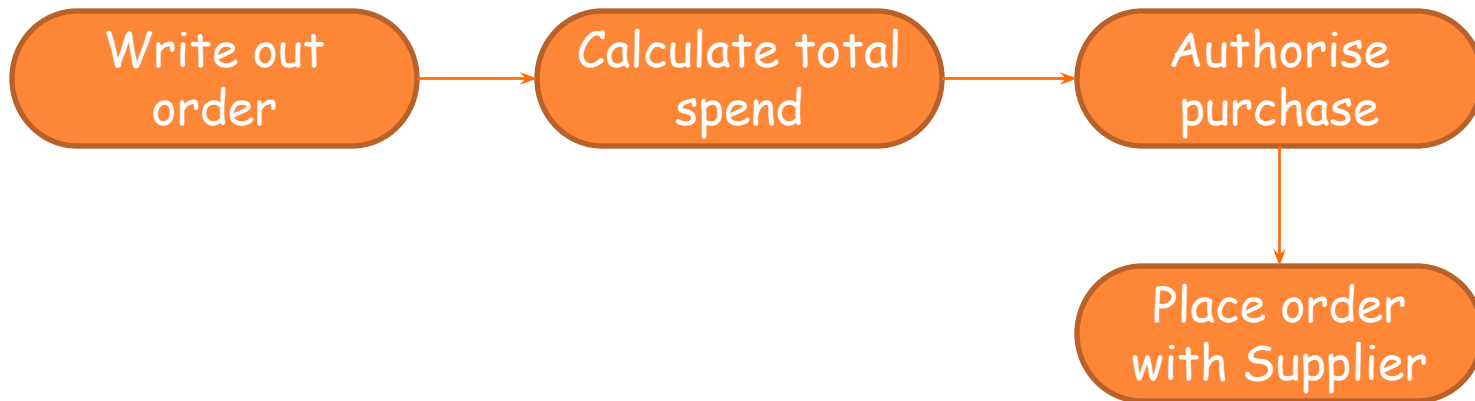 Write out
order
Calculate total
spend
Authorise
purchase
Place order
with Supplier